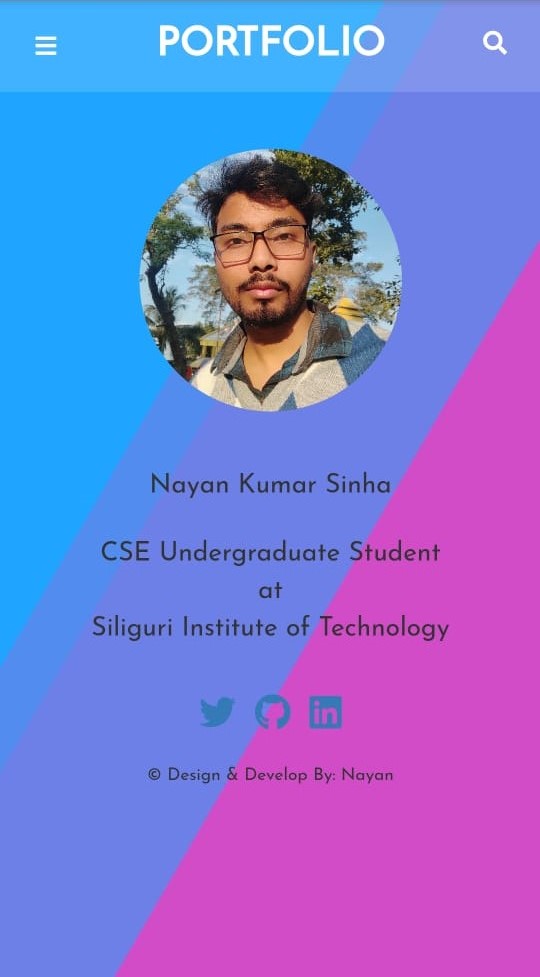 PORTFOLIO
Nayan Kumar Sinha
CSE Undergraduate Student
at
Siliguri Institute of Technology
© Design & Develop By: Nayan